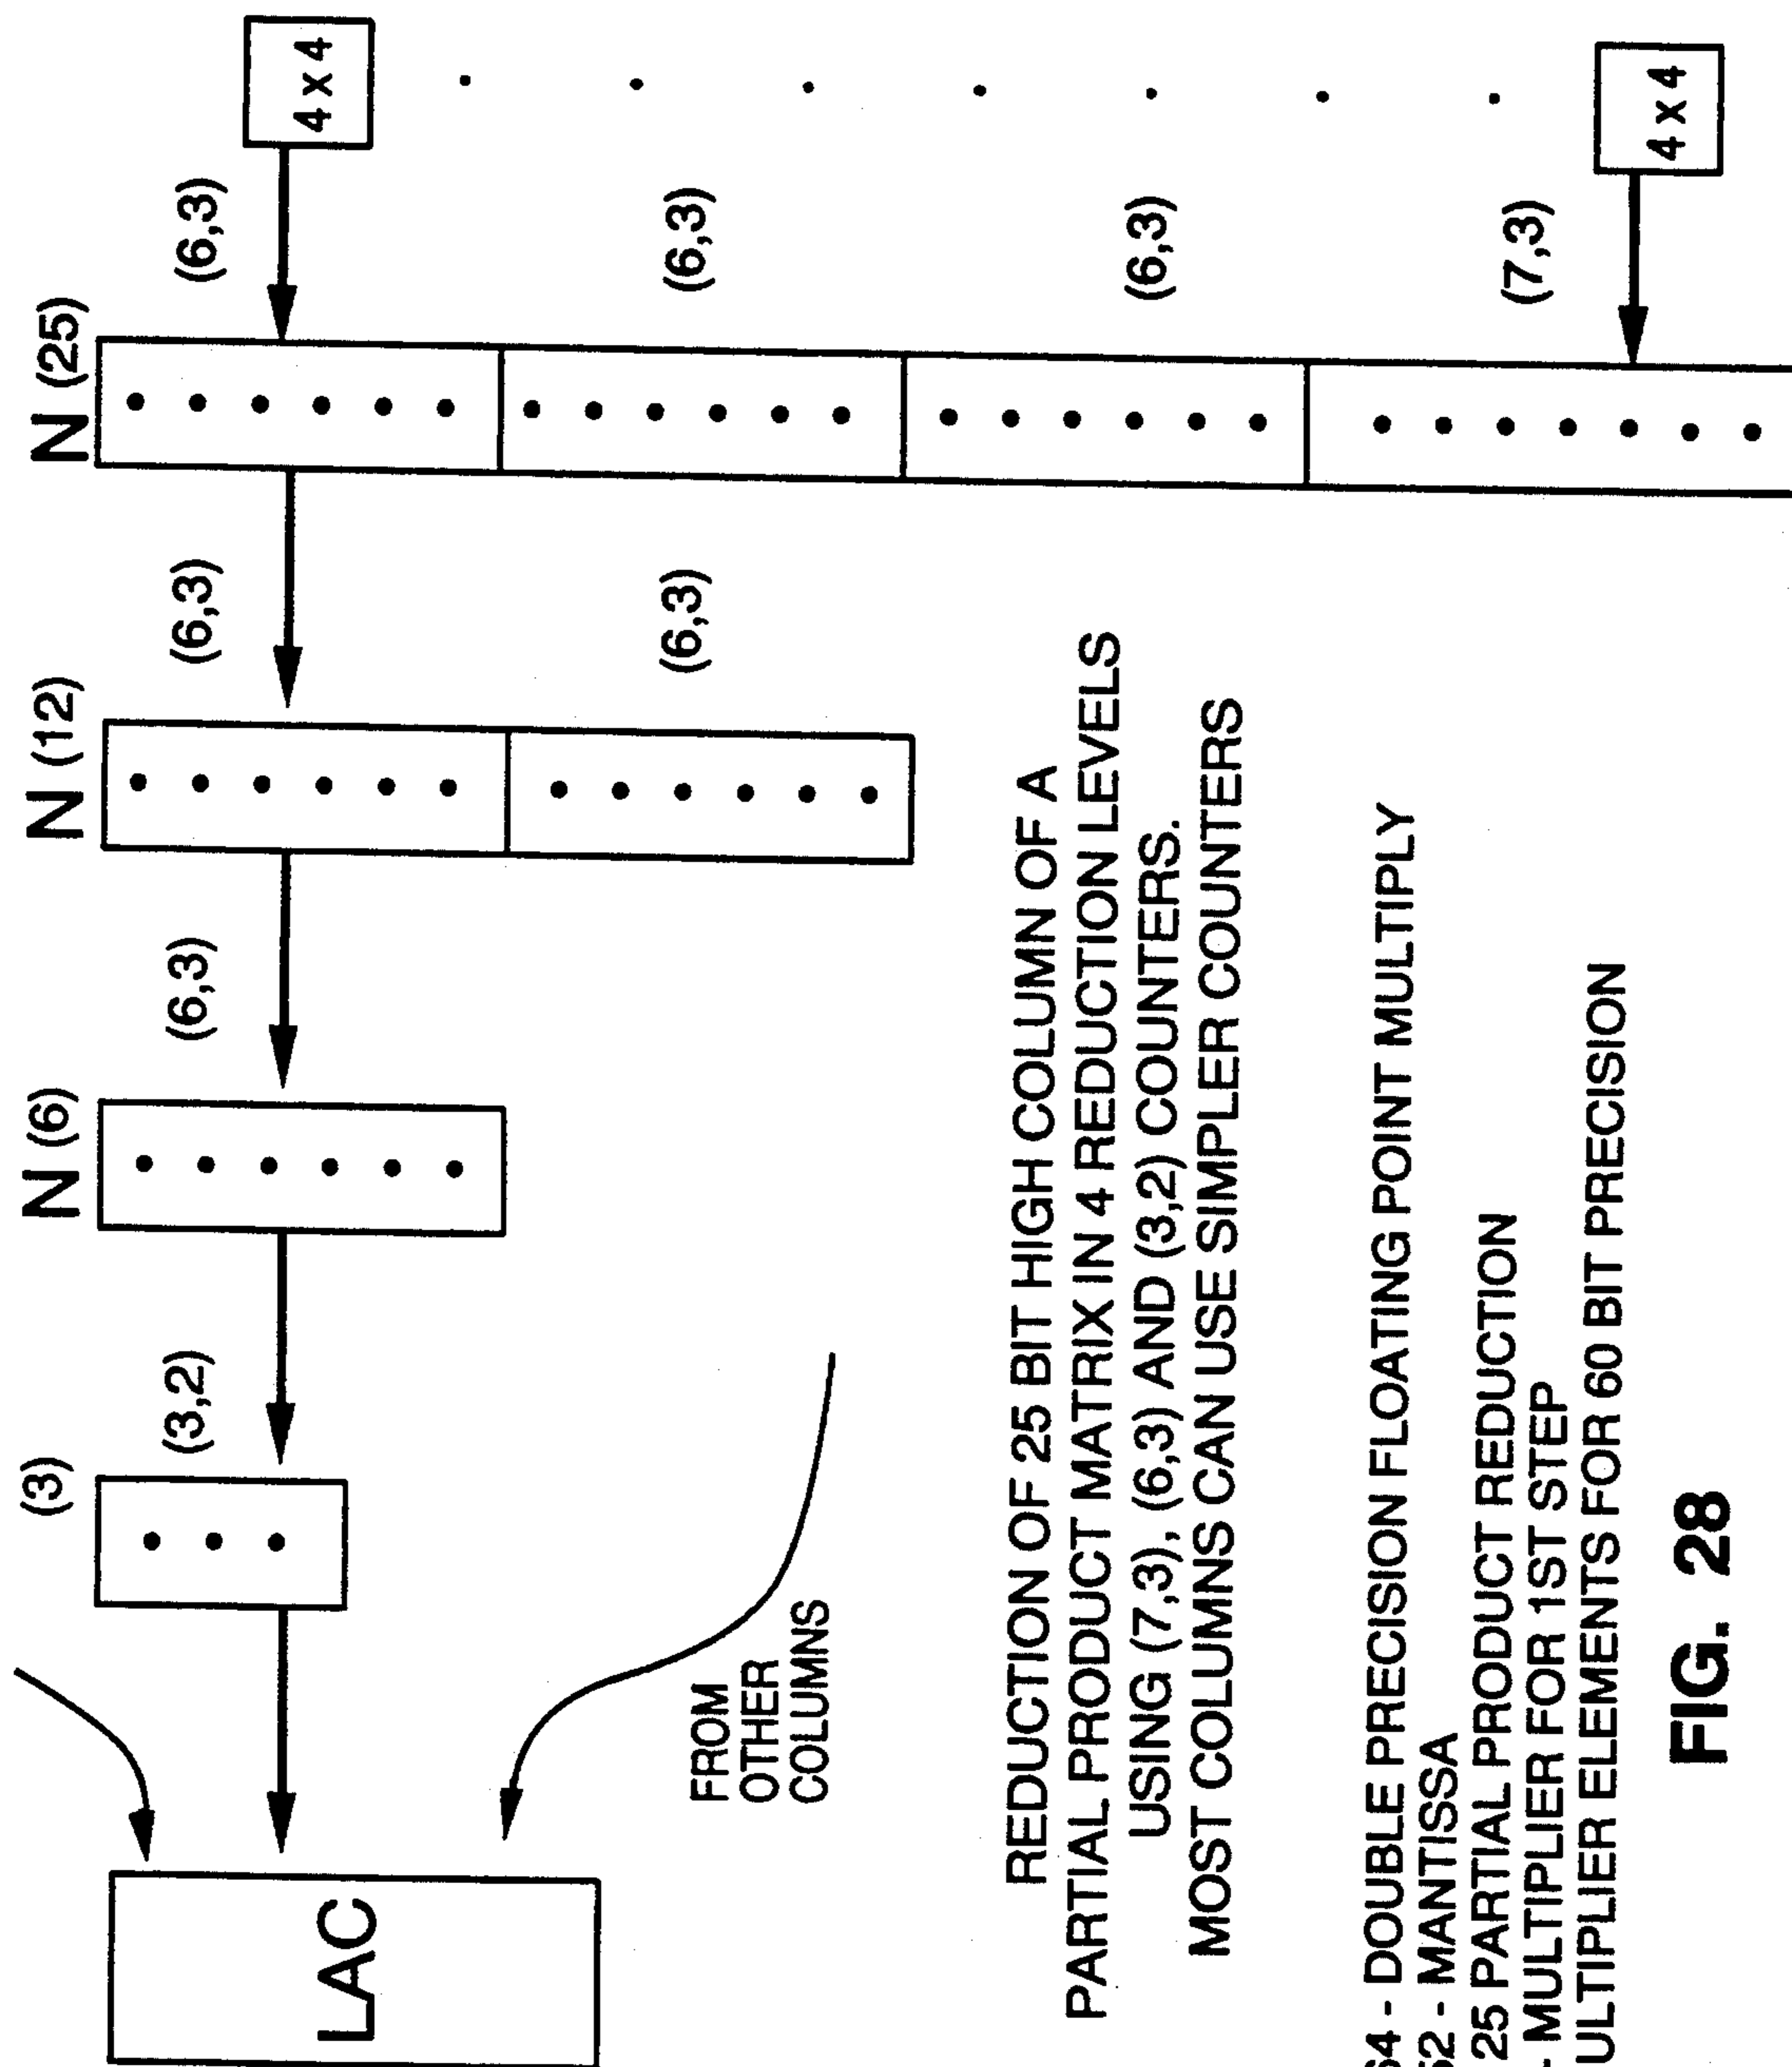 4 x 4
4 x 4
(6,3)
(6,3)
(6,3)
(7,3)
N (25)
(6,3)
(6,3)
N (12)
(6,3)
N (6)
(3,2)
(3)
LAC
FROM
OTHER
COLUMNS
REDUCTION OF 25 BIT HIGH COLUMN OF A
PARTIAL PRODUCT MATRIX IN 4 REDUCTION LEVELS
USING (7,3), (6,3) AND (3,2) COUNTERS.
MOST COLUMNS CAN USE SIMPLER COUNTERS
64 - DOUBLE PRECISION FLOATING POINT MULTIPLY
52 - MANTISSA
25 PARTIAL PRODUCT REDUCTION
- MULTIPLIER FOR 1ST STEP
ULTIPLIER ELEMENTS FOR 60 BIT PRECISION
FIG. 28